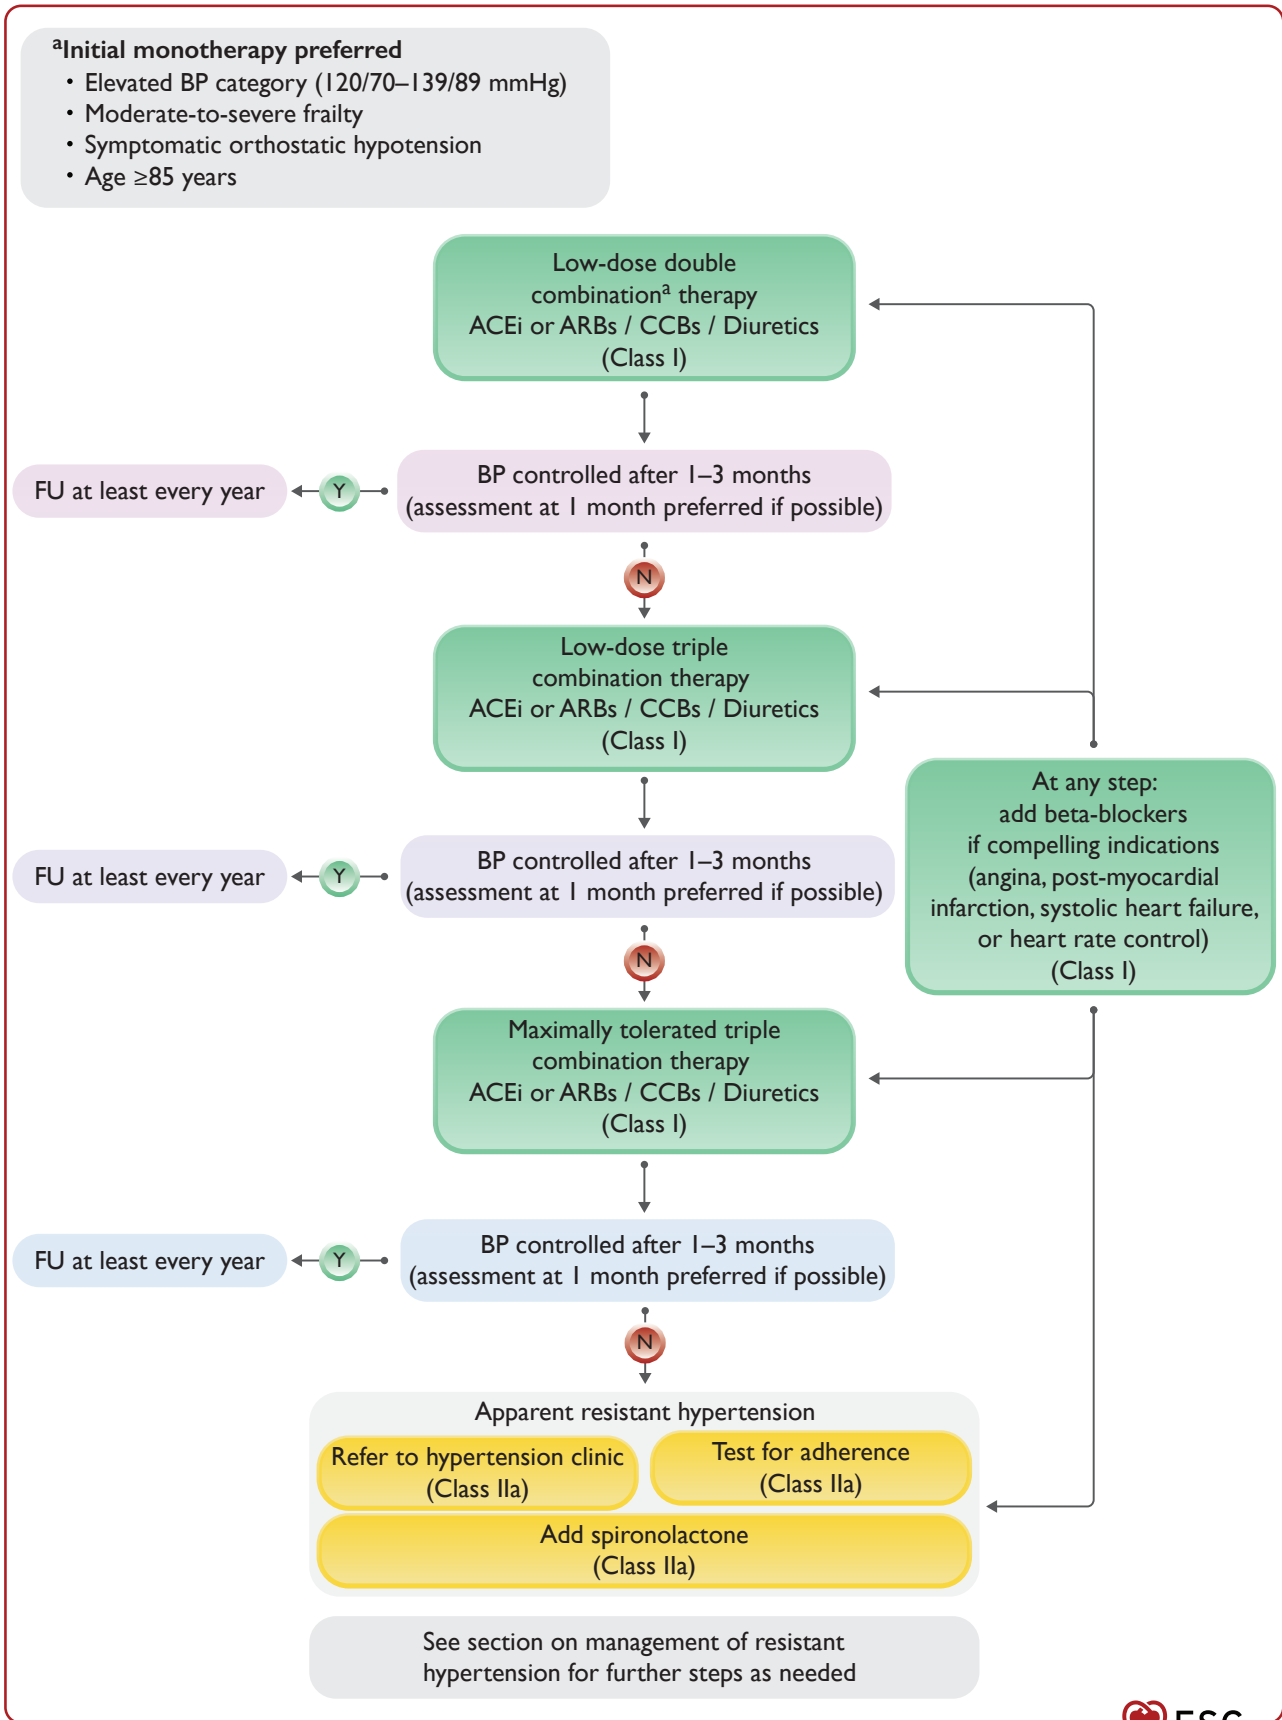 aInitial monotherapy preferred
• Elevated BP category (120/70–139/89 mmHg)
• Moderate-to-severe frailty
• Symptomatic orthostatic hypotension
• Age ≥85 years
Low-dose double
combinationa therapy
ACEi or ARBs / CCBs / Diuretics
(Class I)
BP controlled after 1–3 months
(assessment at 1 month preferred if possible)
Y
FU at least every year
N
Low-dose triple
combination therapy
ACEi or ARBs / CCBs / Diuretics
(Class I)
At any step:
add beta-blockers
if compelling indications
(angina, post-myocardial
infarction, systolic heart failure,
or heart rate control)
(Class I)
BP controlled after 1–3 months
(assessment at 1 month preferred if possible)
Y
FU at least every year
N
Maximally tolerated triple
combination therapy
ACEi or ARBs / CCBs / Diuretics
(Class I)
BP controlled after 1–3 months
(assessment at 1 month preferred if possible)
Y
FU at least every year
N
Apparent resistant hypertension
Refer to hypertension clinic
(Class IIa)
Test for adherence
(Class IIa)
Add spironolactone
(Class IIa)
See section on management of resistant
hypertension for further steps as needed
ESC